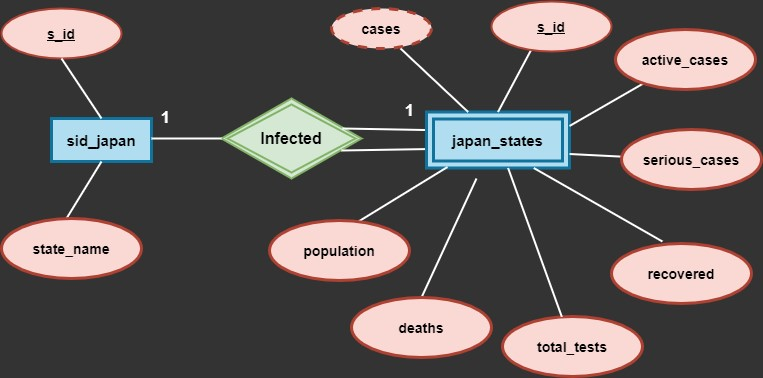 s_id
cases
s_id
active_cases
1
1
sid_japan
Infected
japan_states
serious_cases
state_name
population
recovered
deaths
total_tests